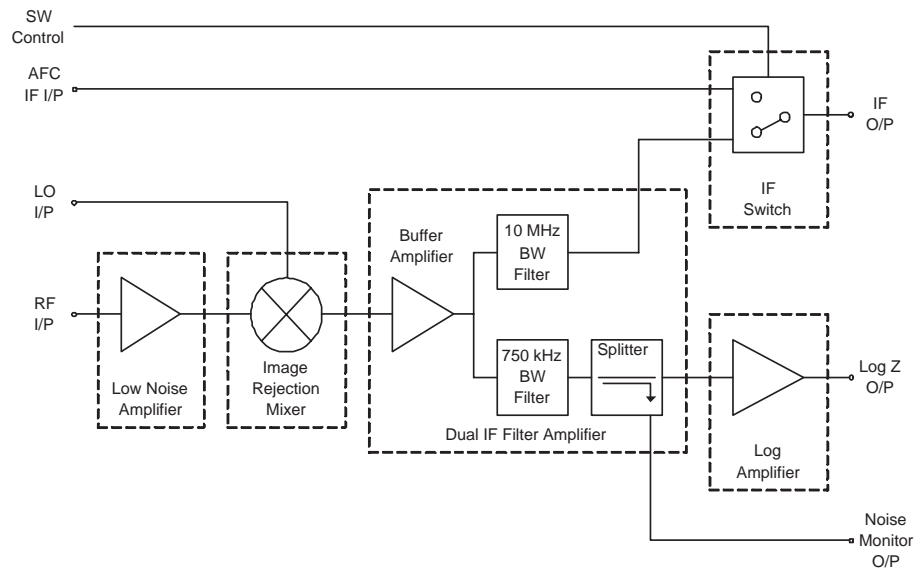 SW
Control
AFC
IF I/P
IF
O/P
IF
Switch
LO
I/P
Buffer
Amplifier
10 MHz
BW
Filter
RF
I/P
Low Noise
Amplifier
Image
Rejection
Mixer
750 kHz
BW
Filter
Splitter
Dual IF Filter Amplifier
Log Z
O/P
Log
Amplifier
Noise
Monitor
O/P